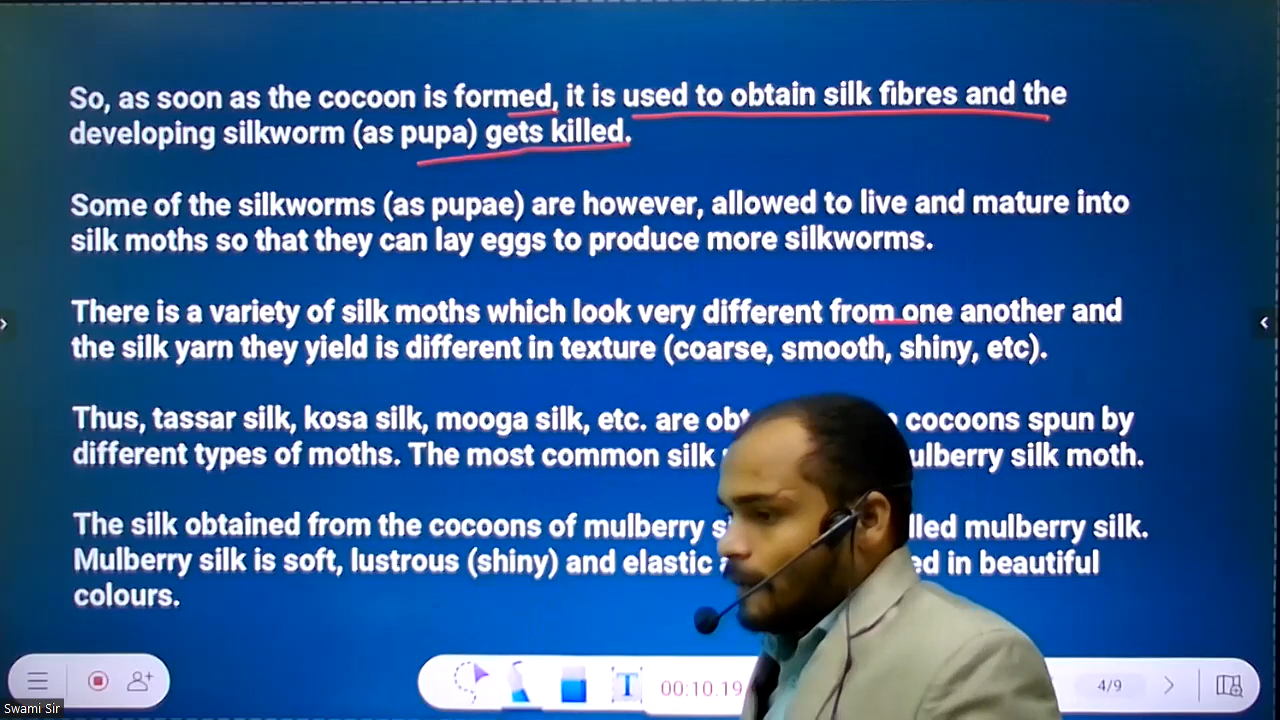 So, as soon as the cocoon is formed, it is used to obtain silk fibres and the
developing silkworm (as pupa) gets killed.
Some of the silkworms (as pupae) are however, allowed to live and mature into
silk moths so that they can lay eggs to produce more silkworms.
There is a variety of silk moths which look very different from one another and
the silk yarn they yield is different in texture (coarse, smooth, shiny, etc).
Thus, tassar silk, kosa silk, mooga silk, etc. are cocoons spun by
different types of moths. The most common silk silk moth.
The silk obtained from the cocoons of mulberry mulberry silk.
Mulberry silk is soft, lustrous (shiny) and elastic in beautiful
colours.
00:10.19
4/9
Swami Sir